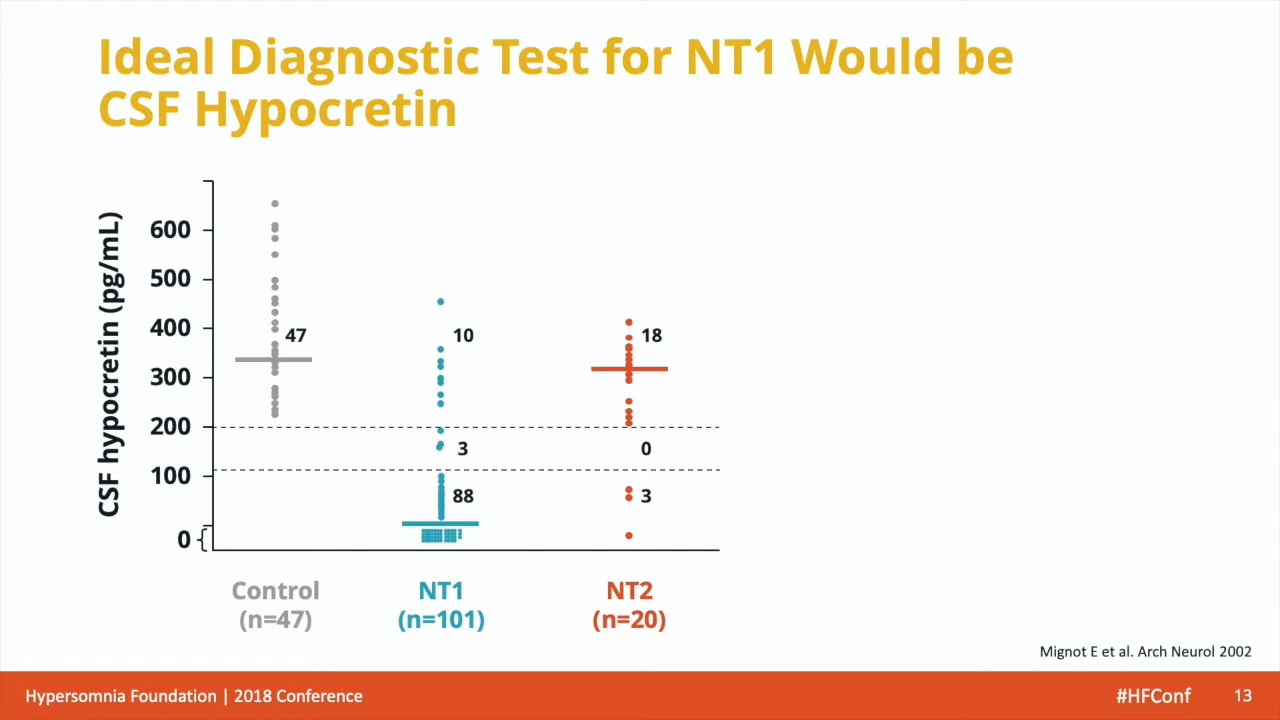 Ideal Diagnostic Test for NT1 Would be
CSF Hypocretin
CSF hypocretin (pg/mL)
600
500
400
300
200
100
0
47
10
18
3
0
88
3
Control
(n=47)
NT1
(n=101)
NT2
(n=20)
Mignot E et al. Arch Neurol 2002
Hypersomnia Foundation | 2018 Conference
#HFConf
13